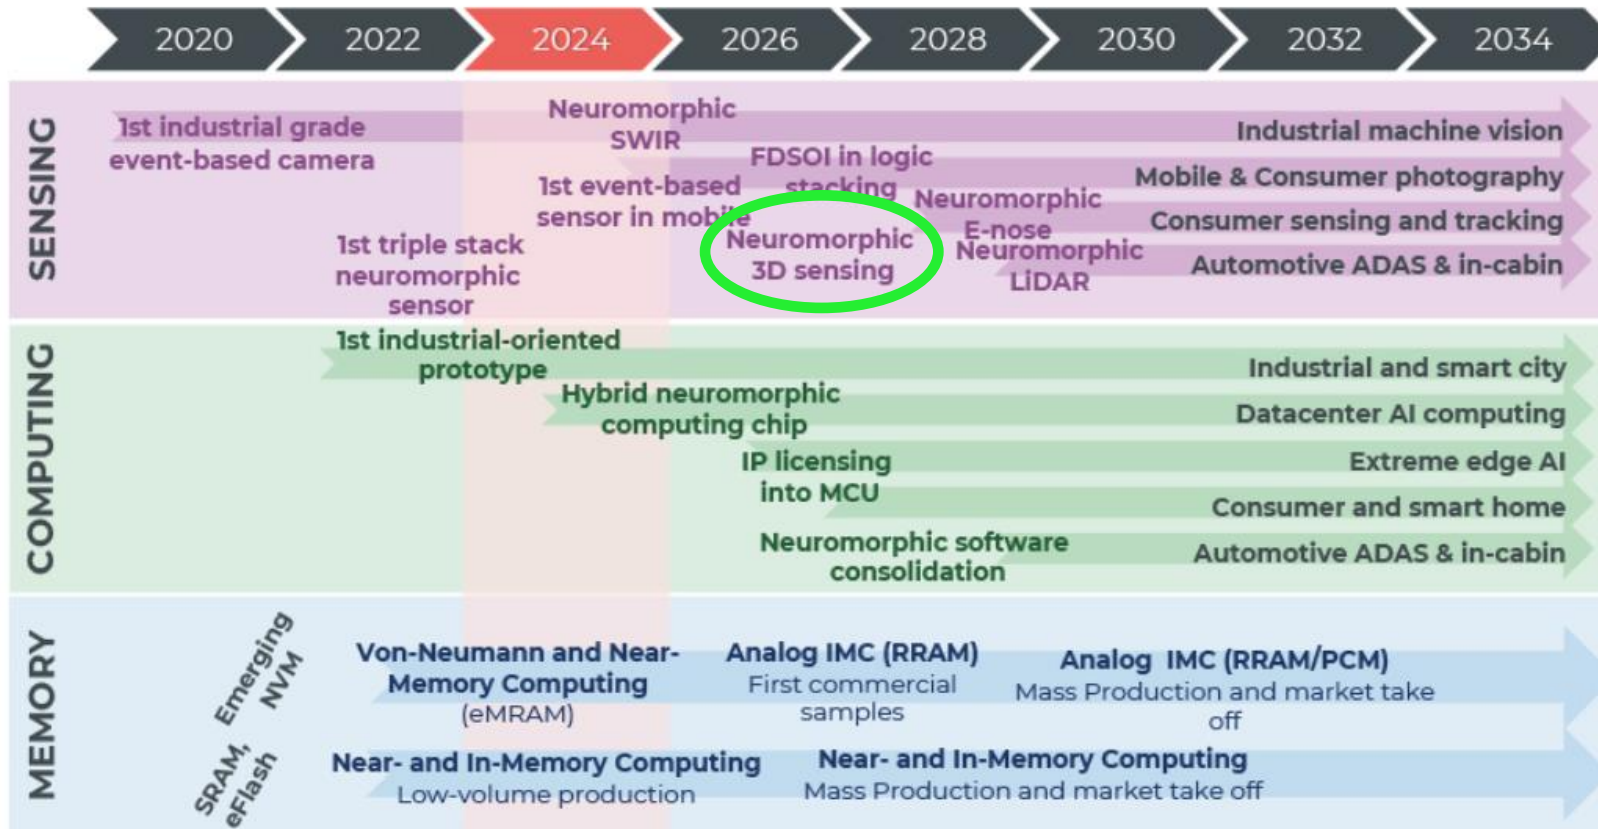 2020 2022 2024 2026 2028 2030 2032 2034
SENSING
1st industrial grade
event-based camera
Neuromorphic
SWIR
1st event-based
sensor in mobile
1st triple stack
neuromorphic
sensor
FDSOI in logic
stacking
Neuromorphic
3D sensing
Neuromorphic
E-nose
Neuromorphic
LiDAR
Industrial machine vision
Mobile & Consumer photography
Consumer sensing and tracking
Automotive ADAS & in-cabin
COMPUTING
1st industrial-oriented
prototype
Hybrid neuromorphic
computing chip
IP licensing
into MCU
Neuromorphic software
consolidation
Industrial and smart city
Datacenter AI computing
Extreme edge AI
Consumer and smart home
Automotive ADAS & in-cabin
MEMORY
Emerging
NVM
Von-Neumann and Near-
Memory Computing
(eMRAM)
Analog IMC (RRAM)
First commercial
samples
Analog IMC (RRAM/PCM)
Mass Production and market take
off
SRAM,
eFlash
Near- and In-Memory Computing
Low-volume production
Near- and In-Memory Computing
Mass Production and market take off